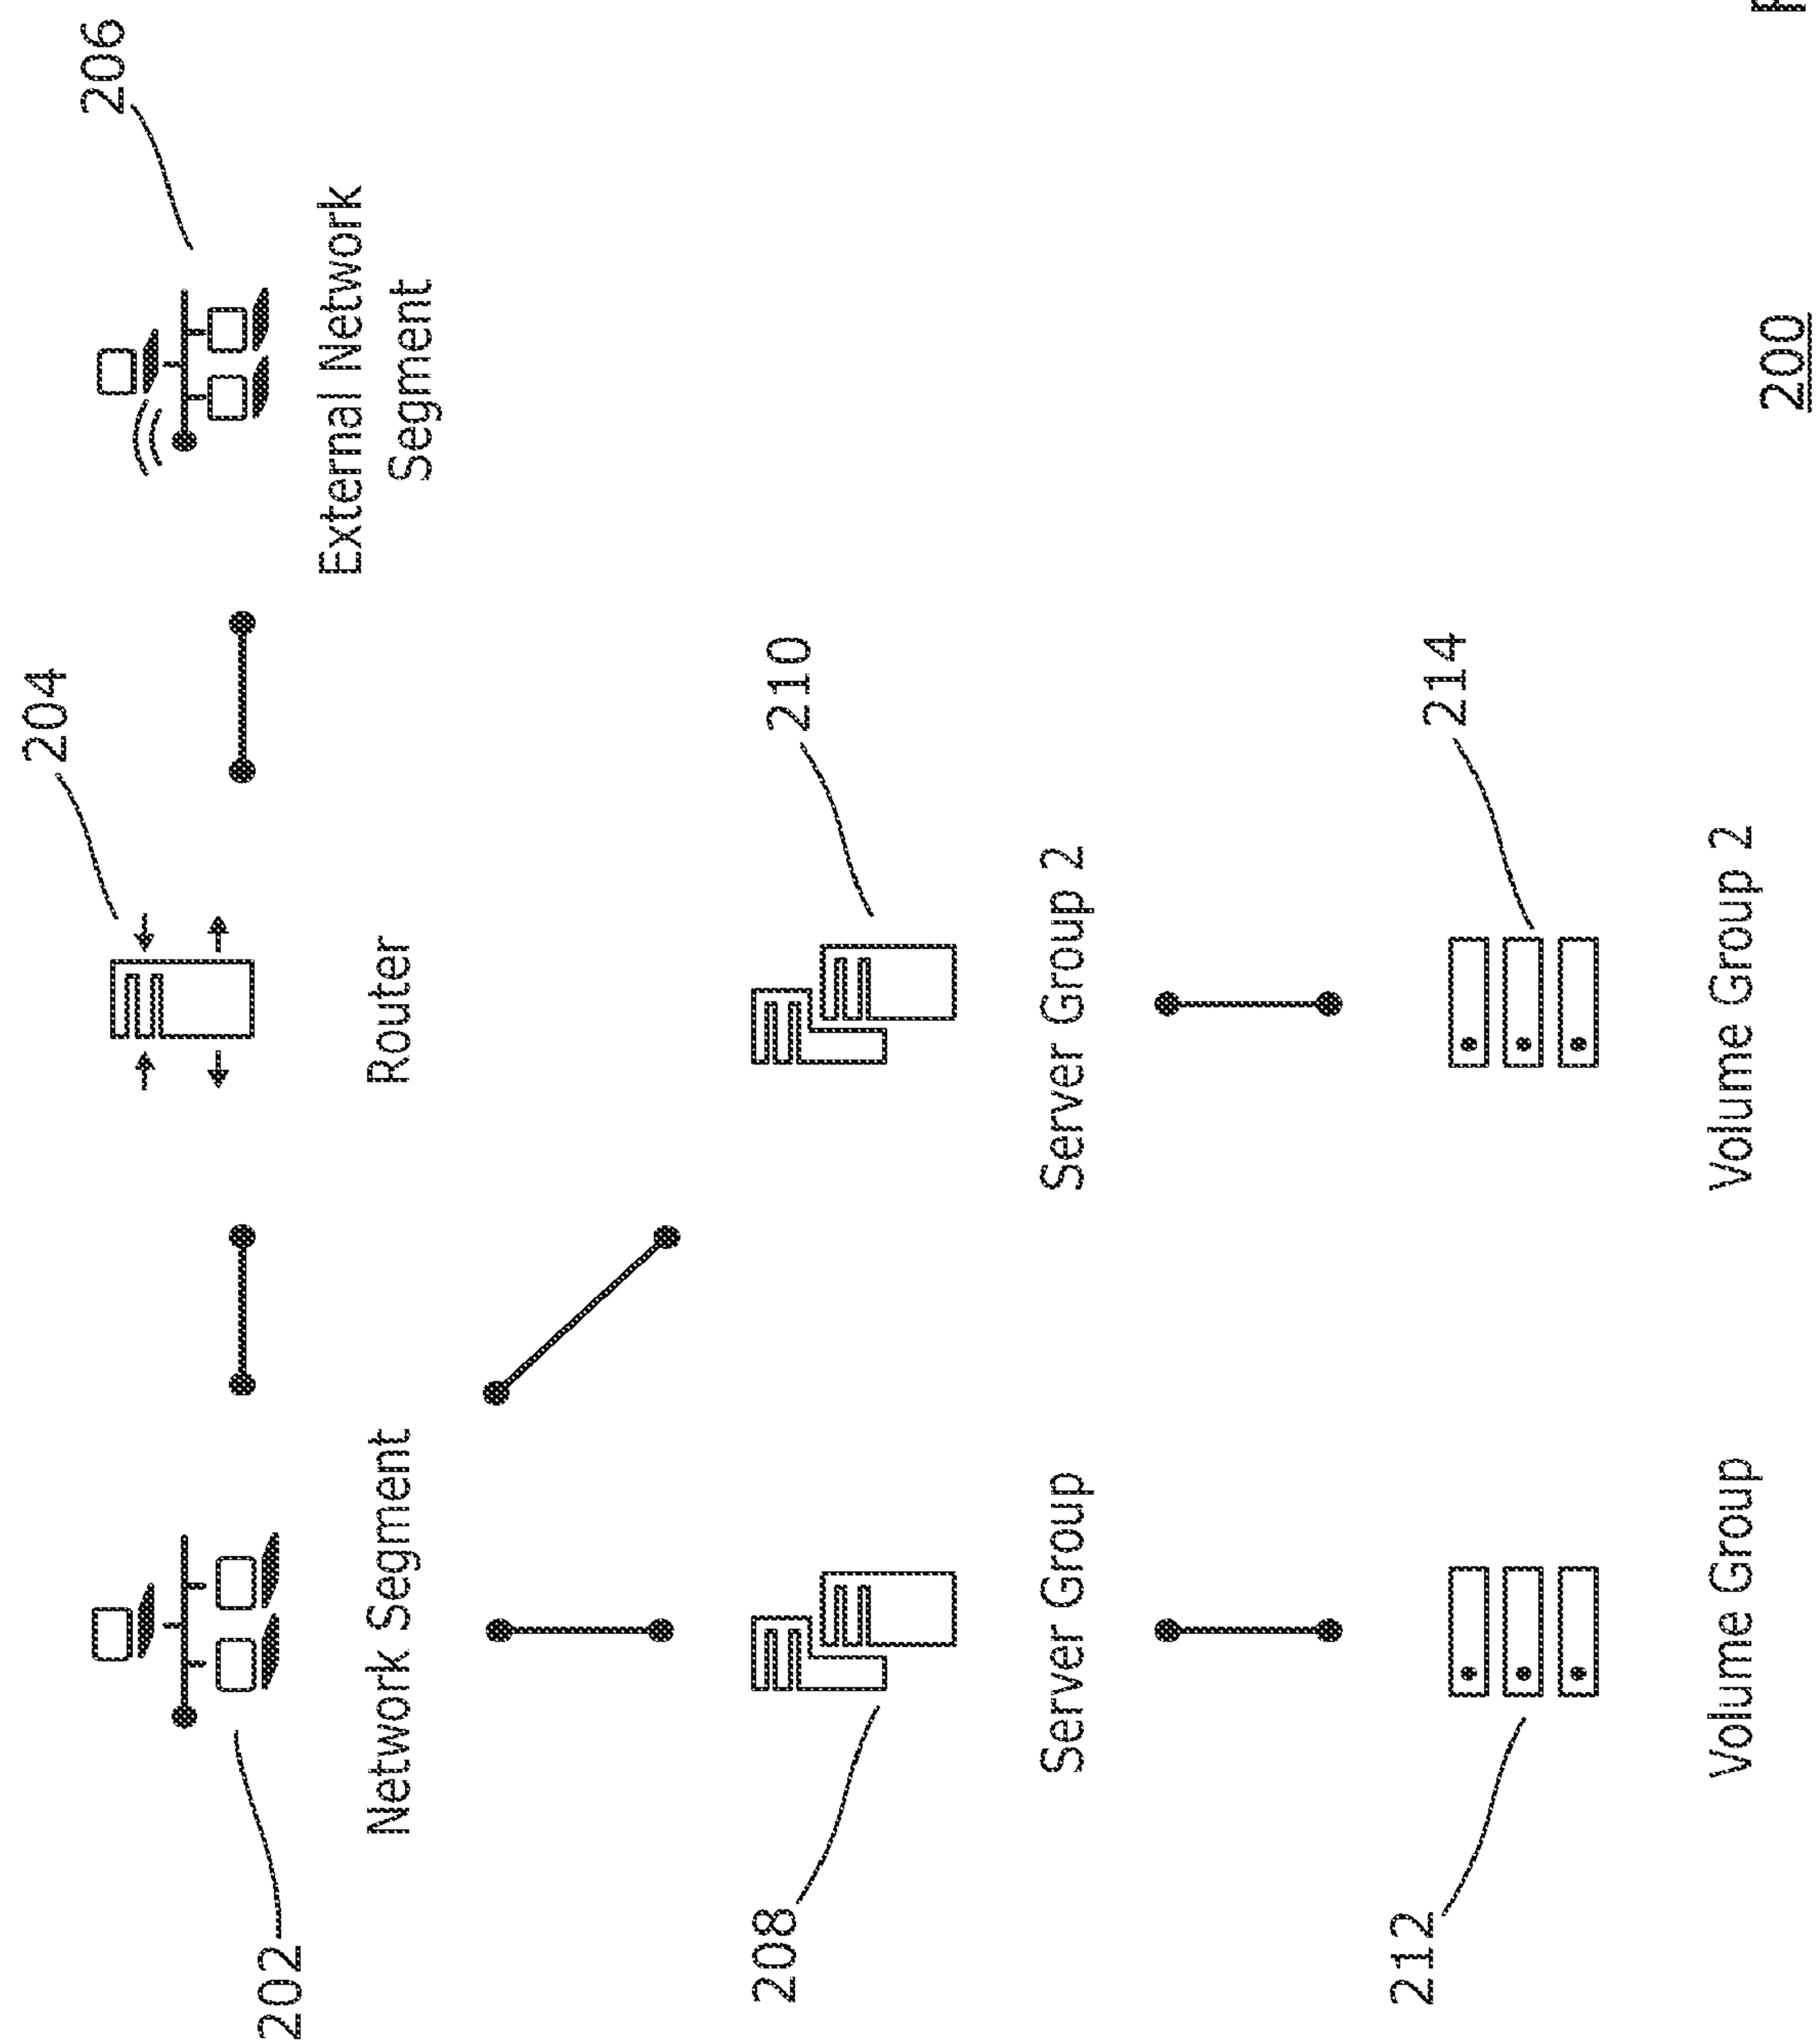 204
206
202
Network Segment
Router
External Network
Segment
208
210
Server Group
Server Group 2
212
214
Volume Group
Volume Group 2
200